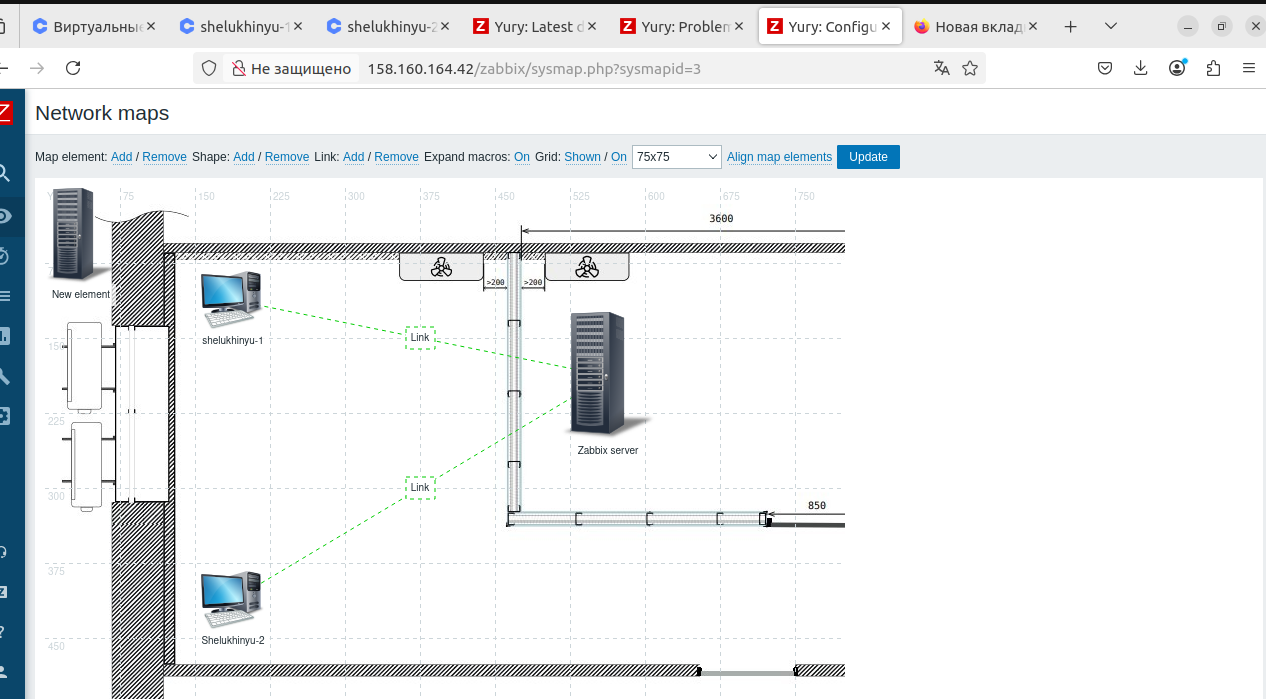 Виртуальные
shelukhinyu-1
shelukhinyu-2
Yury: Latest d
Yury: Problem
Yury: Configu
Новая вклад
Не защищено
158.160.164.42/zabbix/sysmap.php?sysmapid=3
Network maps
Map element: Add / Remove Shape: Add / Remove Link: Add / Remove Expand macros: On Grid: Shown / On 75x75 Align map elements Update
75 150 225 300 375 450 525 600 675 750
3600
>200 >200
New element
shelukhinyu-1
Link
150
225
Zabbix server
Link
300
850
375
Shelukhinyu-2
450